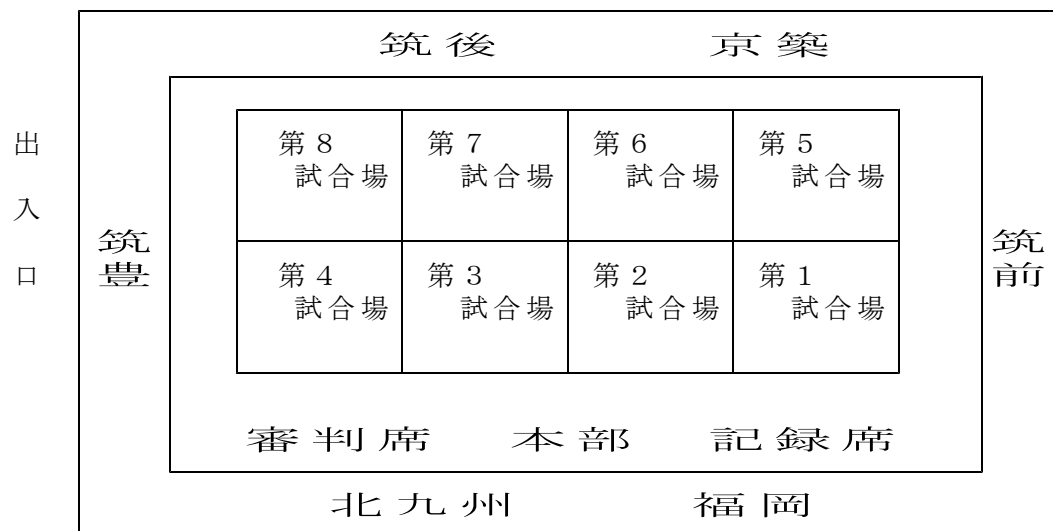 筑後 京築
出入口
第8 第7 第6 第5
試合場 試合場 試合場 試合場
筑豊
筑前
第4 第3 第2 第1
試合場 試合場 試合場 試合場
審判席 本部 記録席
北九州 福岡